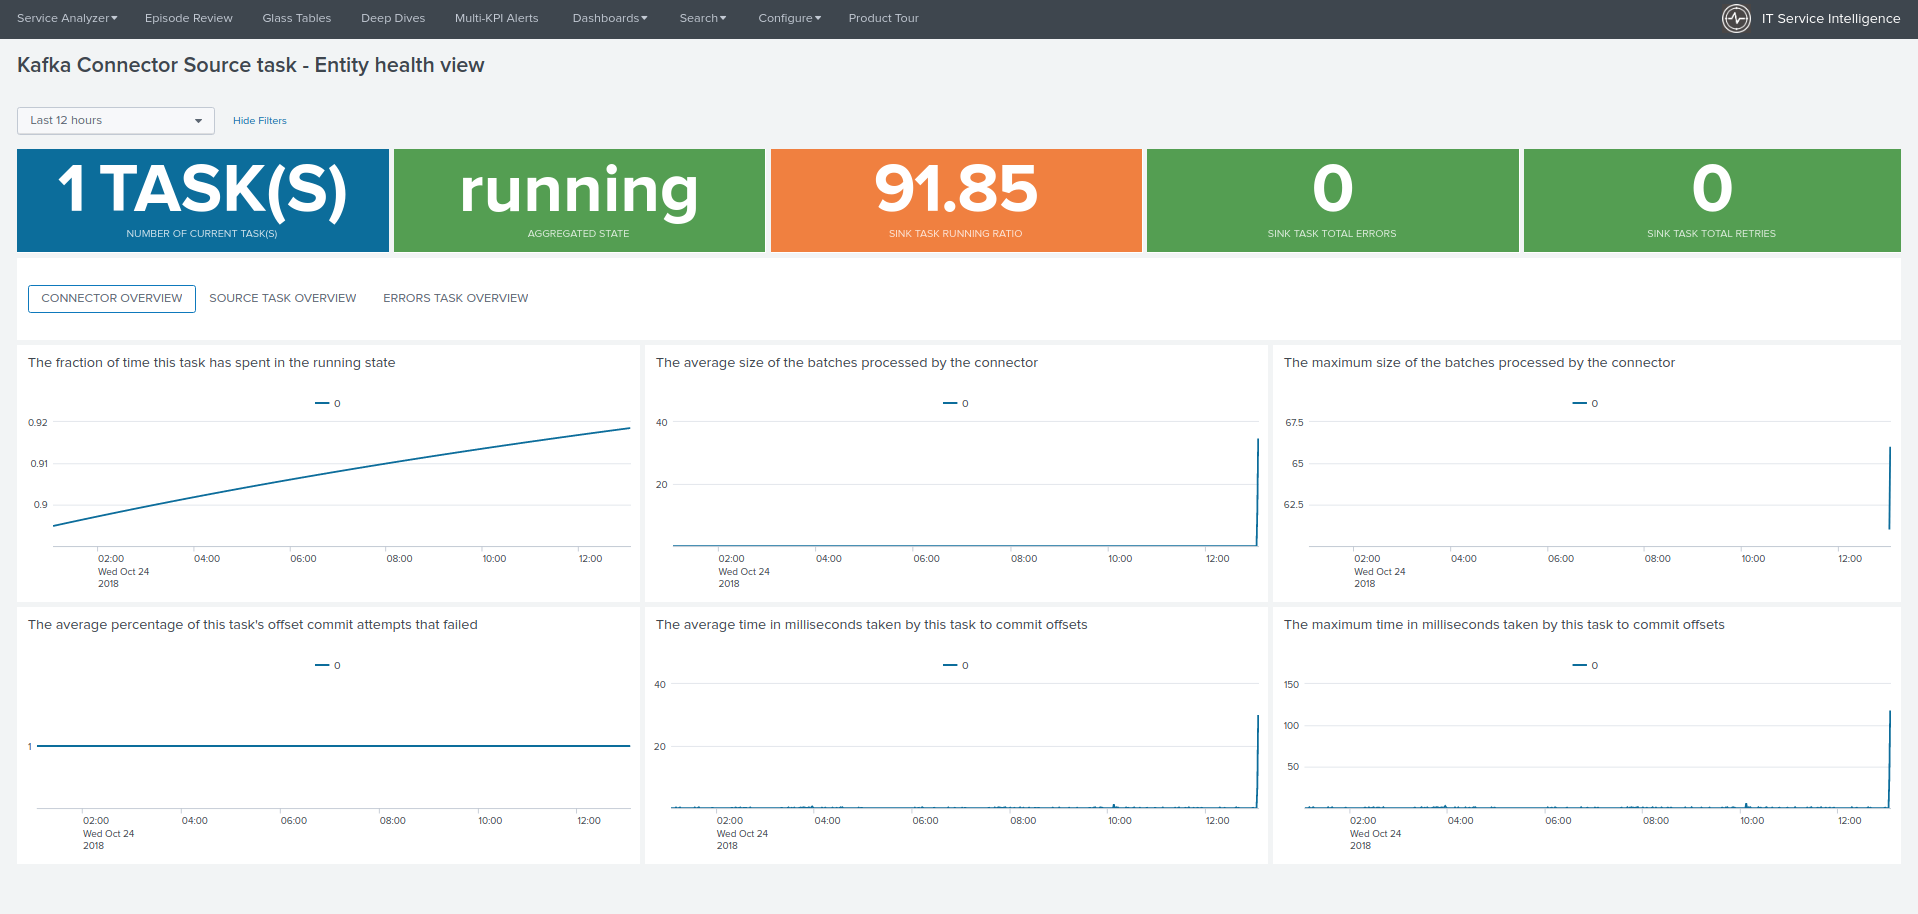 Service Analyzer Episode Review Glass Tables Deep Dives Multi-KPI Alerts Dashboards Search Configure Product Tour IT Service Intelligence
Kafka Connector Source task - Entity health view
Last 12 hours Hide Filters
1 TASK(S) running 91.85 0 0
NUMBER OF CURRENT TASK(S) AGGREGATED STATE SINK TASK RUNNING RATIO SINK TASK TOTAL ERRORS SINK TASK TOTAL RETRIES
CONNECTOR OVERVIEW SOURCE TASK OVERVIEW ERRORS TASK OVERVIEW
The fraction of time this task has spent in the running state
0
0.92
0.91
0.9
02:00 04:00 06:00 08:00 10:00 12:00
Wed Oct 24
2018
The average size of the batches processed by the connector
0
40
20
02:00 04:00 06:00 08:00 10:00 12:00
Wed Oct 24
2018
The maximum size of the batches processed by the connector
0
67.5
65
62.5
02:00 04:00 06:00 08:00 10:00 12:00
Wed Oct 24
2018
The average percentage of this task's offset commit attempts that failed
0
1
02:00 04:00 06:00 08:00 10:00 12:00
Wed Oct 24
2018
The average time in milliseconds taken by this task to commit offsets
0
40
20
02:00 04:00 06:00 08:00 10:00 12:00
Wed Oct 24
2018
The maximum time in milliseconds taken by this task to commit offsets
0
150
100
50
02:00 04:00 06:00 08:00 10:00 12:00
Wed Oct 24
2018